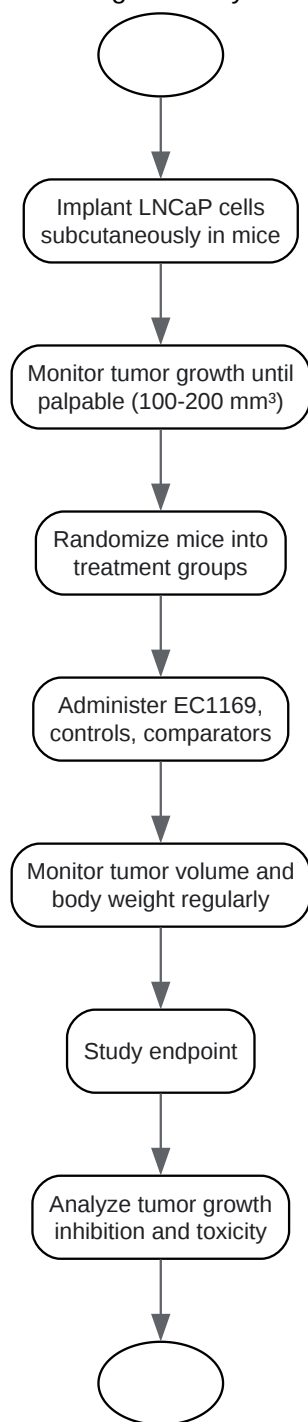 Implant LNCaP cells
subcutaneously in mice
Monitor tumor growth until
palpable (100-200 mm³)
Randomize mice into
treatment groups
Administer EC1169,
controls, comparators
Monitor tumor volume and
body weight regularly
Study endpoint
Analyze tumor growth
inhibition and toxicity